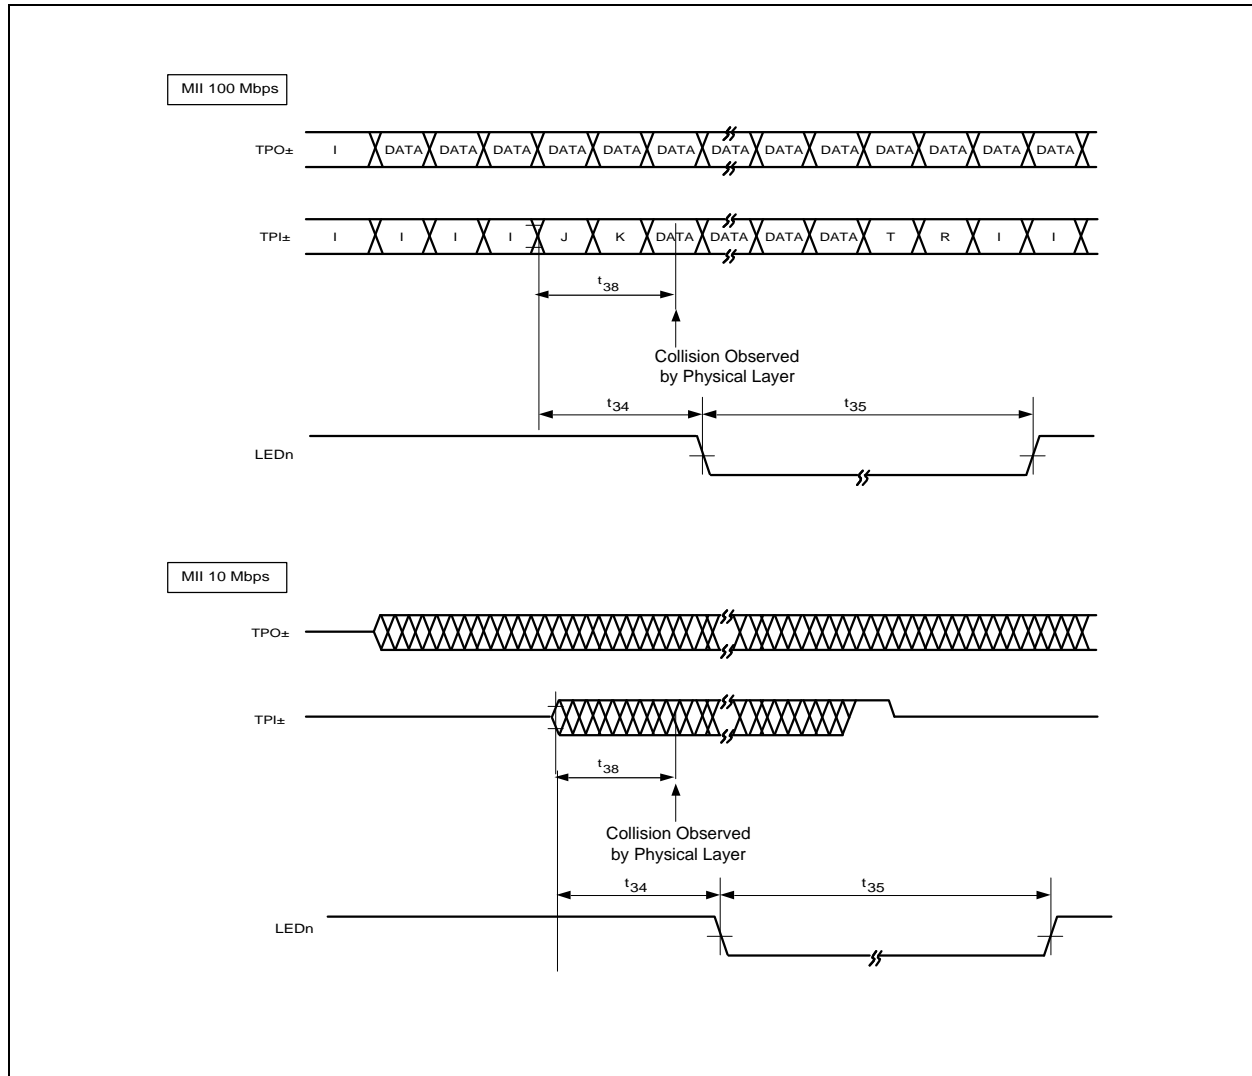 MII 100 Mbps
TPO± I DATA DATA DATA DATA DATA DATA DATA DATA DATA DATA DATA DATA DATA
TPI± I I I I J K DATA DATA DATA DATA T R I I
t38
Collision Observed
by Physical Layer
t34 t35
LEDn
MII 10 Mbps
TPO±
TPI±
t38
Collision Observed
by Physical Layer
t34 t35
LEDn